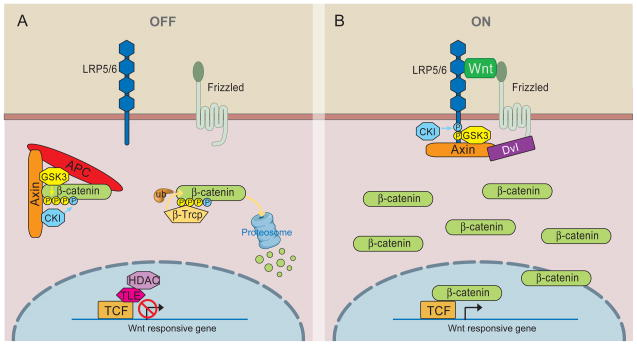 A
OFF
LRP5/6
Frizzled
APC
GSK3
Axin
β-catenin
P P P P
CKI
ub
β-catenin
P P P P
β-Trcp
Proteosome
HDAC
TLE
TCF
Wnt responsive gene
B
ON
LRP5/6
Wnt
Frizzled
CKI
P
P
GSK3
Axin
Dvl
β-catenin
β-catenin
β-catenin
β-catenin
β-catenin
β-catenin
β-catenin
TCF
Wnt responsive gene